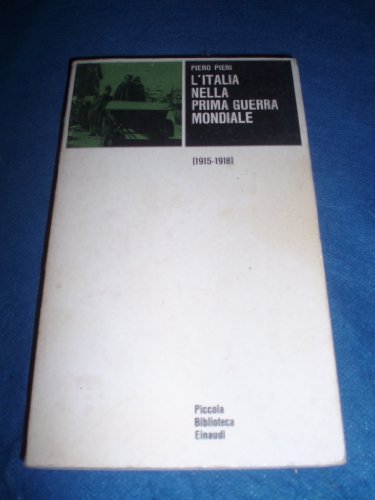 PIERO PIERI
L'ITALIA
NELLA
PRIMA GUERRA
MONDIALE
[1915-1918]
Piccola
Biblioteca
Einaudi